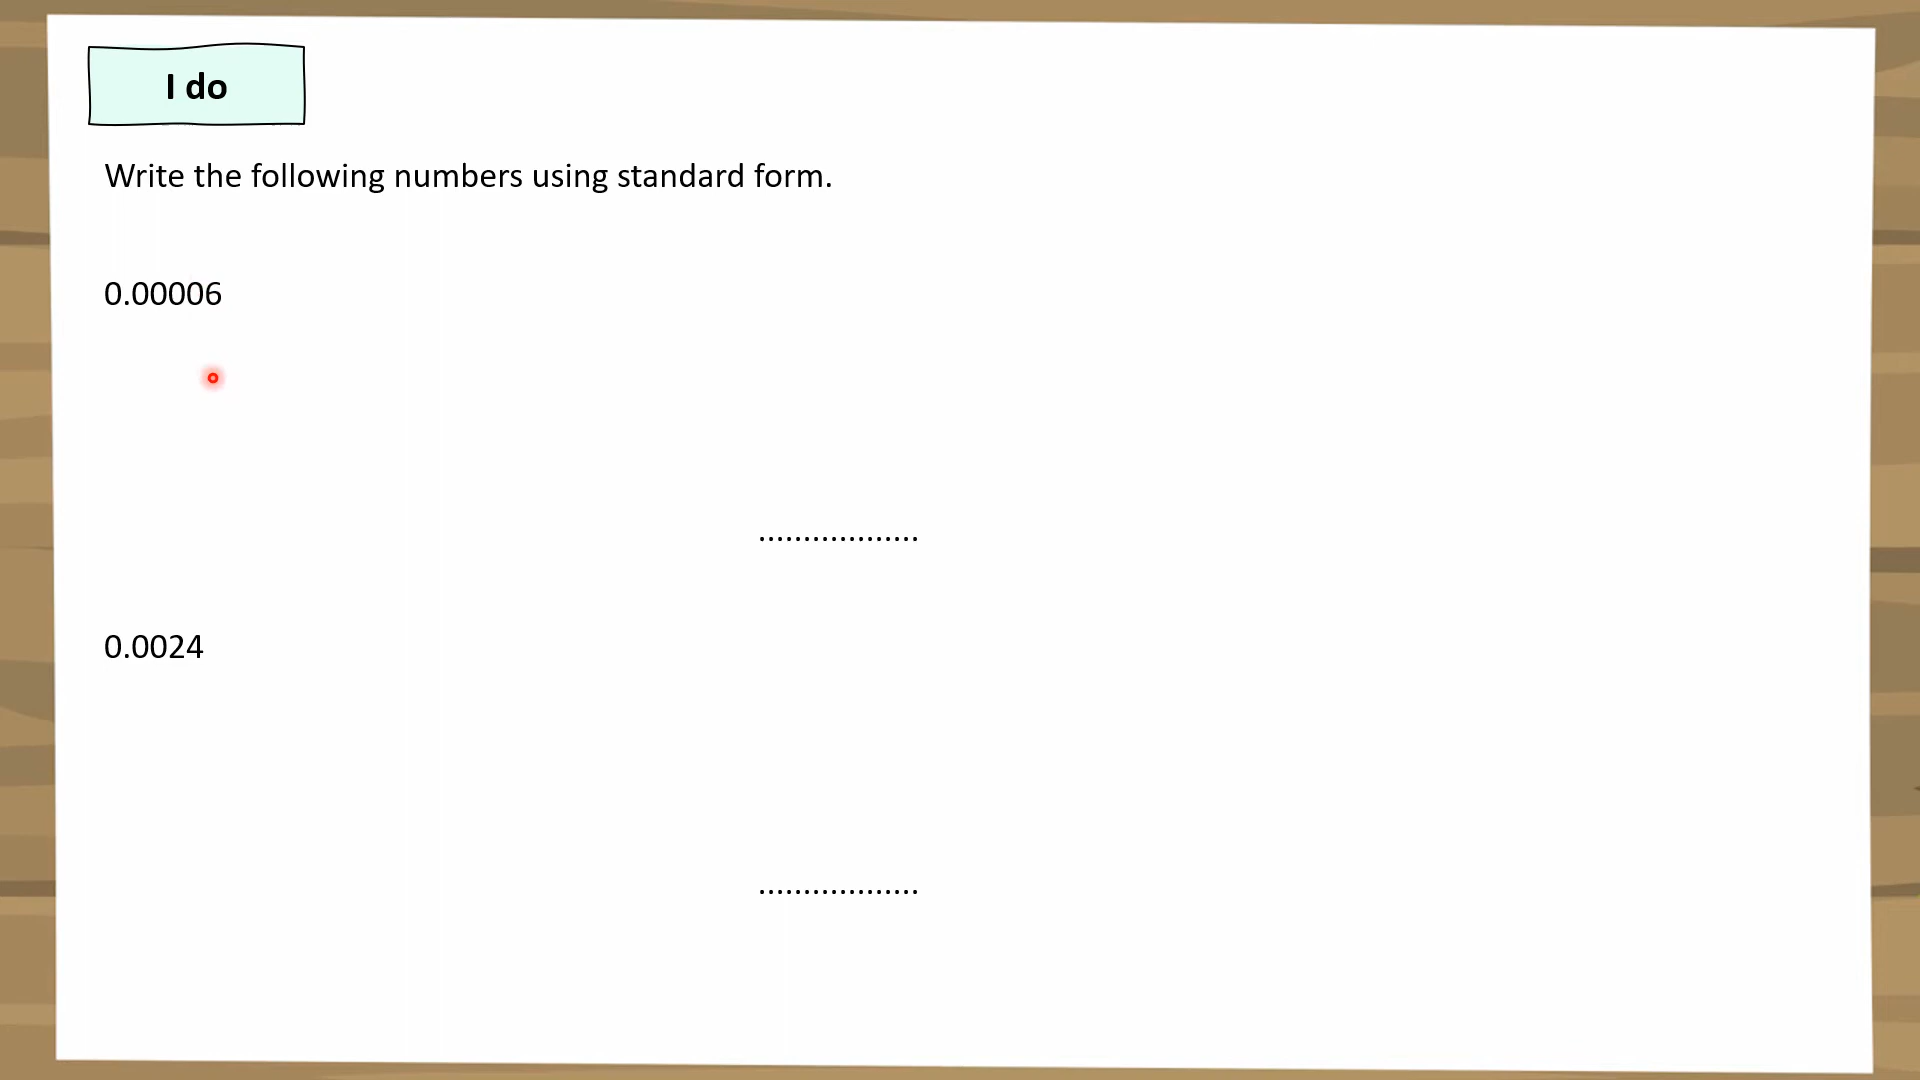 I do
Write the following numbers using standard form.
0.00006
..................
0.0024
..................